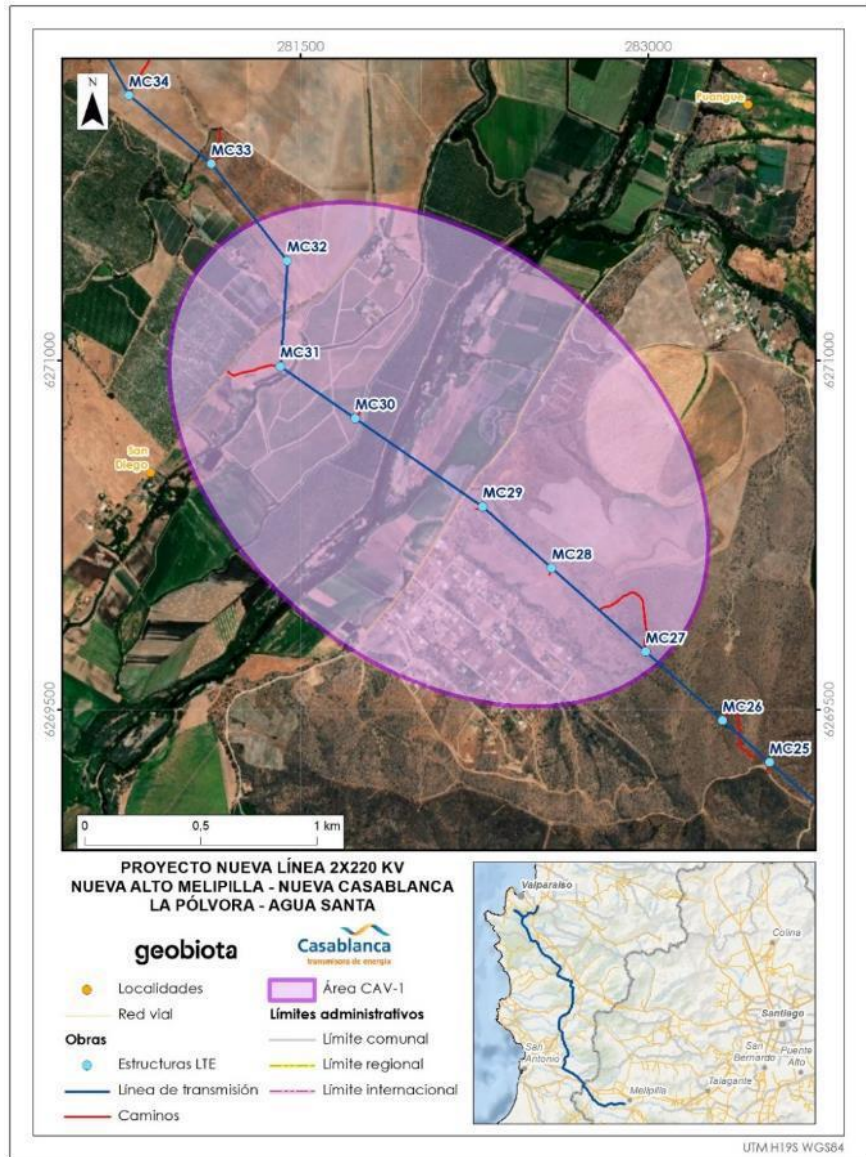 281500
283000
N
MC34
Puangue
MC33
MC32
6271000
6271000
MC31
MC30
San
Diego
MC29
MC28
MC27
MC26
6269500
6269500
MC25
0
0,5
1 km
PROYECTO NUEVA LÍNEA 2X220 KV
NUEVA ALTO MELIPILLA - NUEVA CASABLANCA
LA PÓLVORA - AGUA SANTA
geobiota
Casablanca
transmisora de energía
Localidades
Red vial
Obras
Estructuras LTE
Línea de transmisión
Caminos
Área CAV-1
Límites administrativos
Límite comunal
Límite regional
Límite internacional
Valparaíso
Colina
Santiago
San
Antonio
San
Bernardo
Puente
Alto
Talagante
Melipilla
UTM H19S WGS84